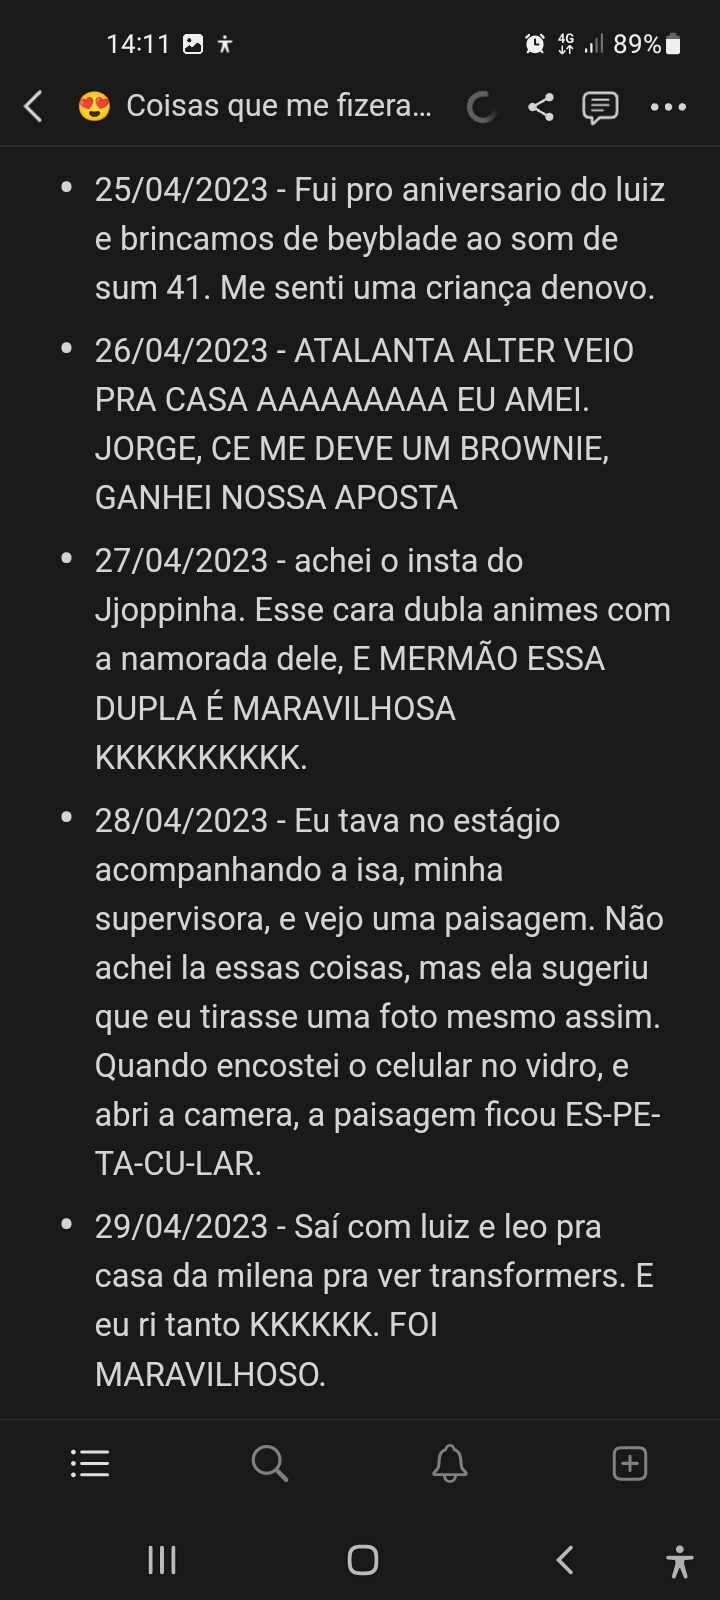 14:11 4G 89%
😍 Coisas que me fizera...
• 25/04/2023 - Fui pro aniversario do luiz
e brincamos de beyblade ao som de
sum 41. Me senti uma criança denovo.
• 26/04/2023 - ATALANTA ALTER VEIO
PRA CASA AAAAAAAAA EU AMEI.
JORGE, CE ME DEVE UM BROWNIE,
GANHEI NOSSA APOSTA
• 27/04/2023 - achei o insta do
Jjoppinha. Esse cara dubla animes com
a namorada dele, E MERMÃO ESSA
DUPLA É MARAVILHOSA
KKKKKKKKKK.
• 28/04/2023 - Eu tava no estágio
acompanhando a isa, minha
supervisora, e vejo uma paisagem. Não
achei la essas coisas, mas ela sugeriu
que eu tirasse uma foto mesmo assim.
Quando encostei o celular no vidro, e
abri a camera, a paisagem ficou ES-PE-
TA-CU-LAR.
• 29/04/2023 - Saí com luiz e leo pra
casa da milena pra ver transformers. E
eu ri tanto KKKKKK. FOI
MARAVILHOSO.